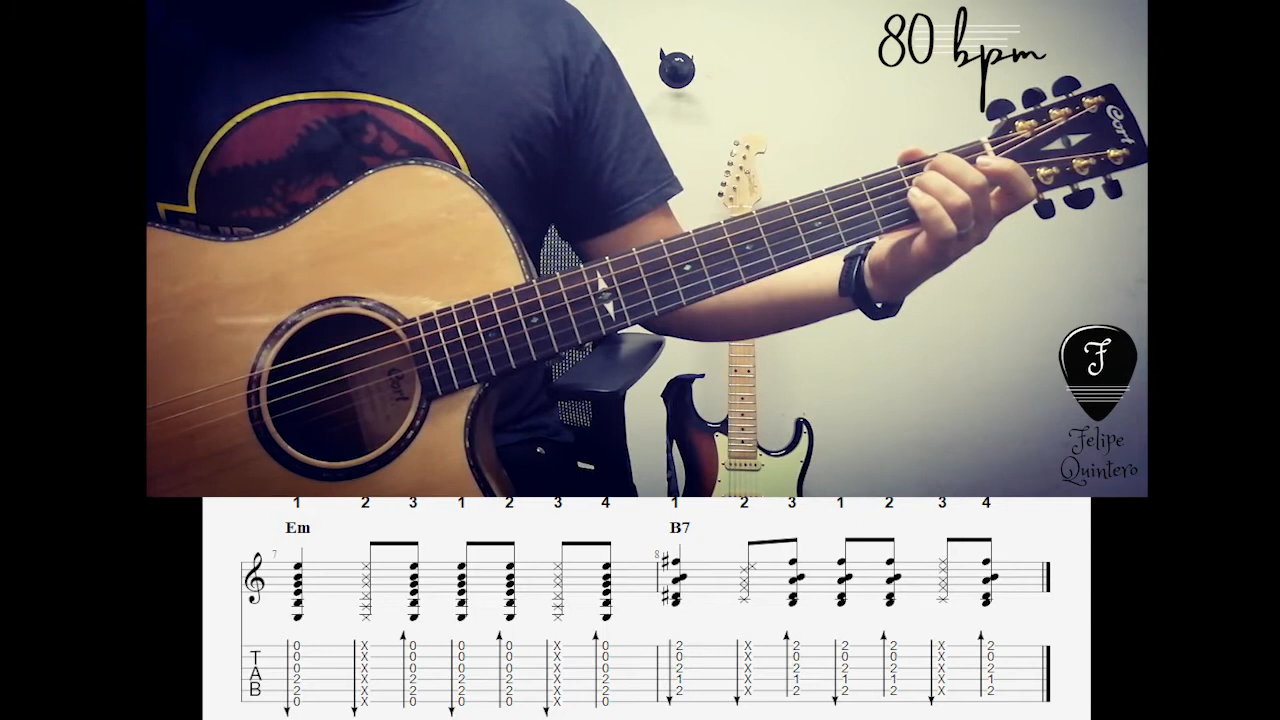 80 bpm
Cort
Cort
F
Felipe
Quintero
1 2 3 1 2 3 4 1 2 3 1 2 3 4
Em B7
7 8
T 0 X 0 0 0 X 0 2 X 2 2 2 X 2
0 X 0 0 0 X 0 0 X 0 0 0 X 0
A 0 X 0 0 0 X 0 2 X 2 2 2 X 2
2 X 2 2 2 X 2 1 X 1 1 1 X 1
B 2 X 2 2 2 X 2 2 X 2 2 2 X 2
0 X 0 0 0 X 0